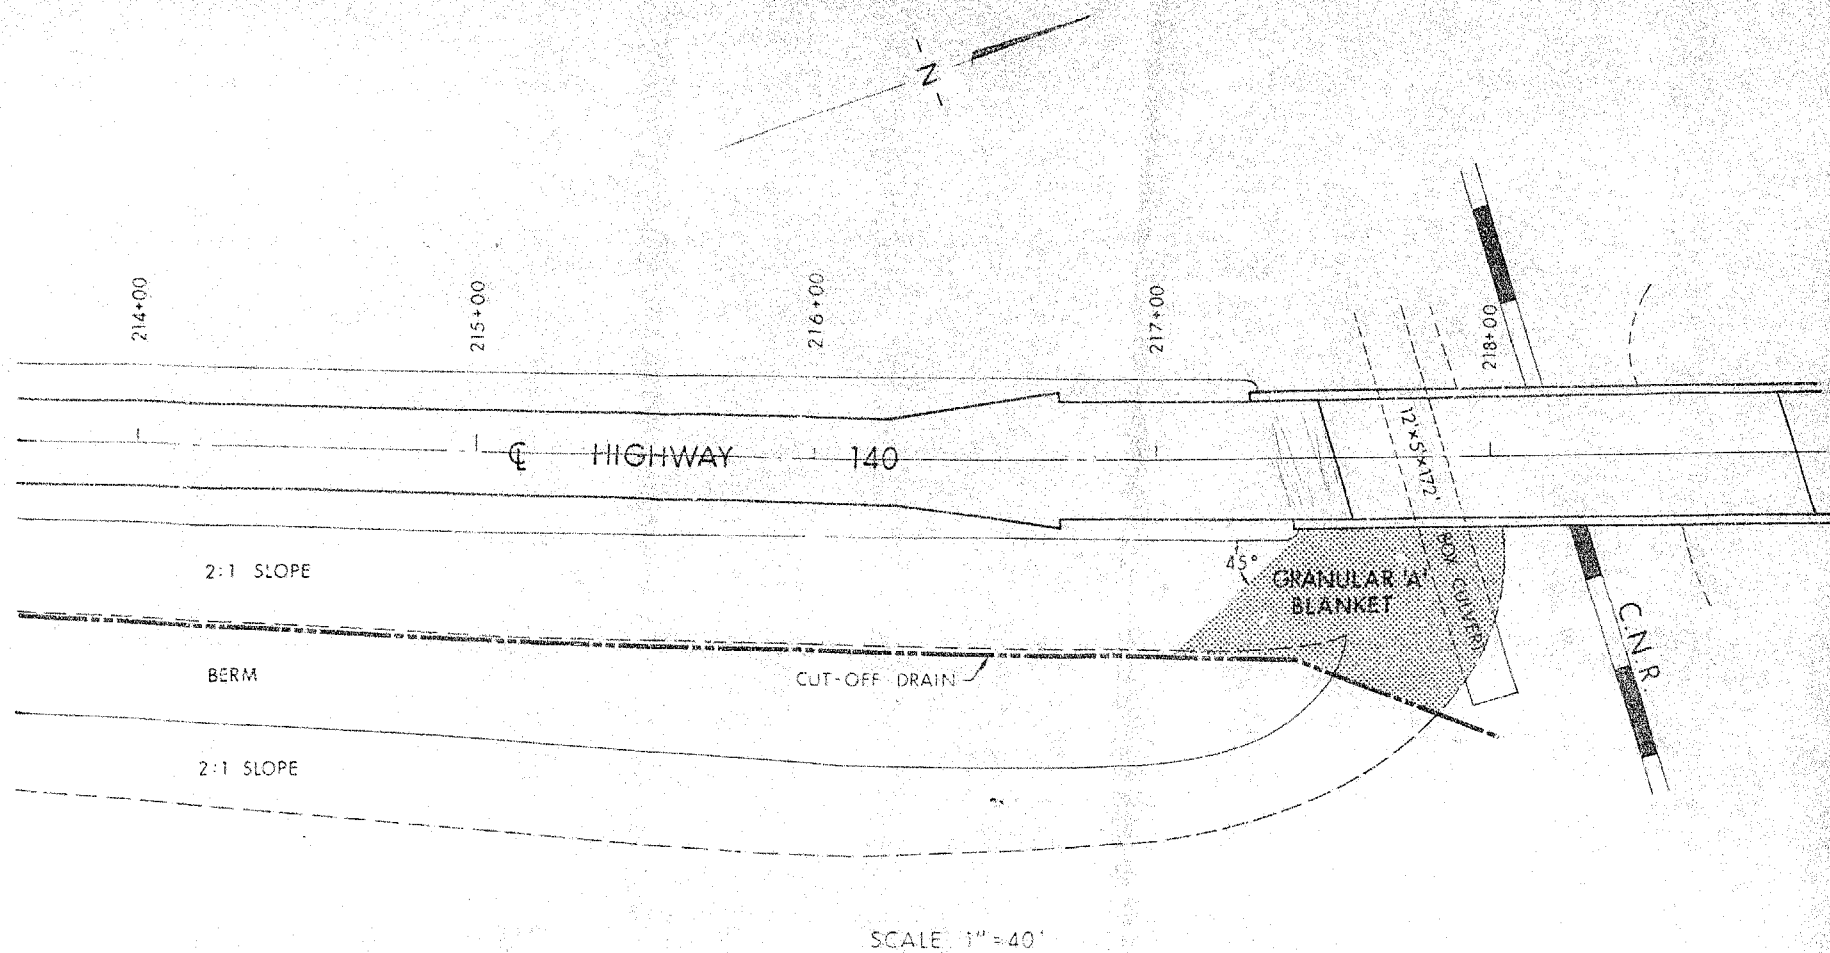 N
214+00
215+00
216+00
217+00
218+00
℄ HIGHWAY 140
12'x5'x172'
BOX CULVERT
2:1 SLOPE
45°
GRANULAR 'A'
BLANKET
C.N.R.
BERM
CUT-OFF DRAIN
2:1 SLOPE
SCALE 1"=40'